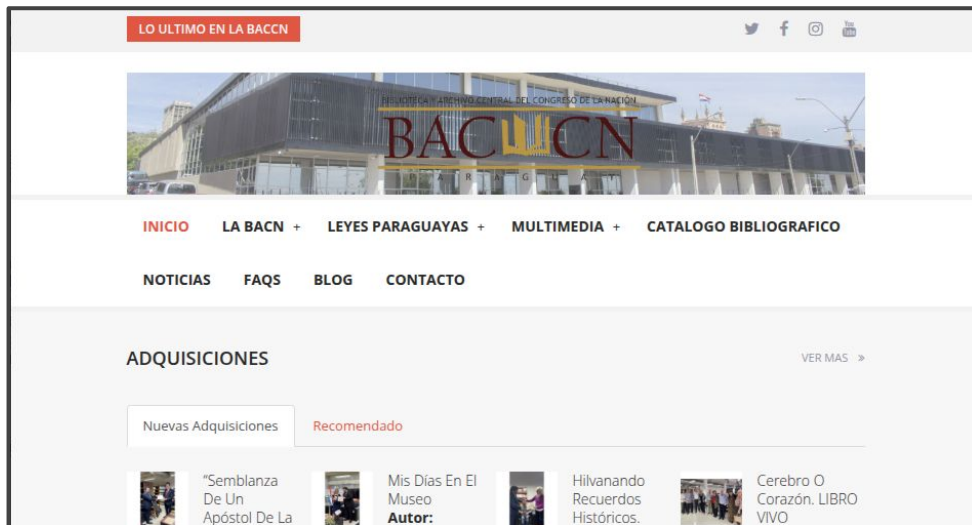 LO ULTIMO EN LA BACCN
BIBLIOTECA Y ARCHIVO CENTRAL DEL CONGRESO DE LA NACIÓN
BACCN
PARAGUAY
INICIO LA BACN + LEYES PARAGUAYAS + MULTIMEDIA + CATALOGO BIBLIOGRAFICO
NOTICIAS FAQS BLOG CONTACTO
ADQUISICIONES VER MAS »
Nuevas Adquisiciones Recomendado
“Semblanza
De Un
Apóstol De La
Mis Días En El
Museo
Autor:
Hilvanando
Recuerdos
Históricos.
Cerebro O
Corazón. LIBRO
VIVO